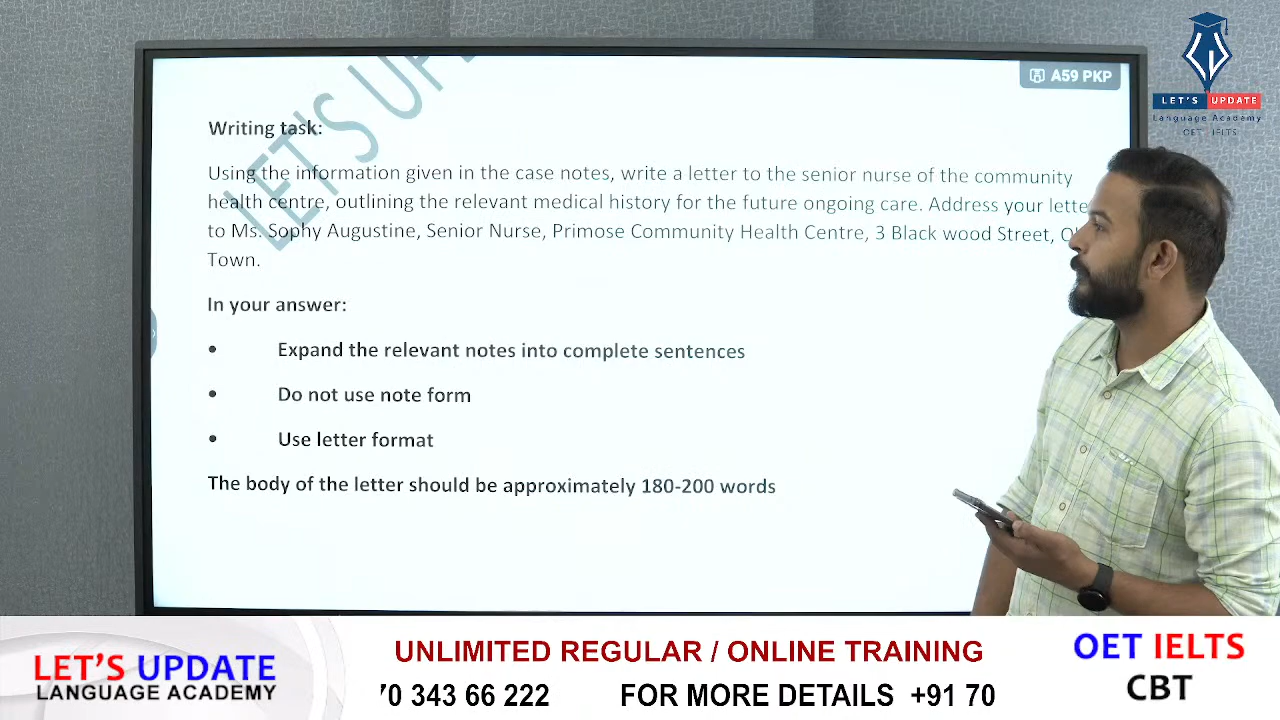 A59 PKP
LET'S UPDATE
Language Academy
OET IELTS
LET'S UP
Writing task:
Using the information given in the case notes, write a letter to the senior nurse of the community
health centre, outlining the relevant medical history for the future ongoing care. Address your lette
to Ms. Sophy Augustine, Senior Nurse, Primose Community Health Centre, 3 Black wood Street,
Town.
In your answer:
• Expand the relevant notes into complete sentences
• Do not use note form
• Use letter format
The body of the letter should be approximately 180-200 words
LET'S UPDATE
LANGUAGE ACADEMY
UNLIMITED REGULAR / ONLINE TRAINING
70 343 66 222 FOR MORE DETAILS +91 70
OET IELTS
CBT